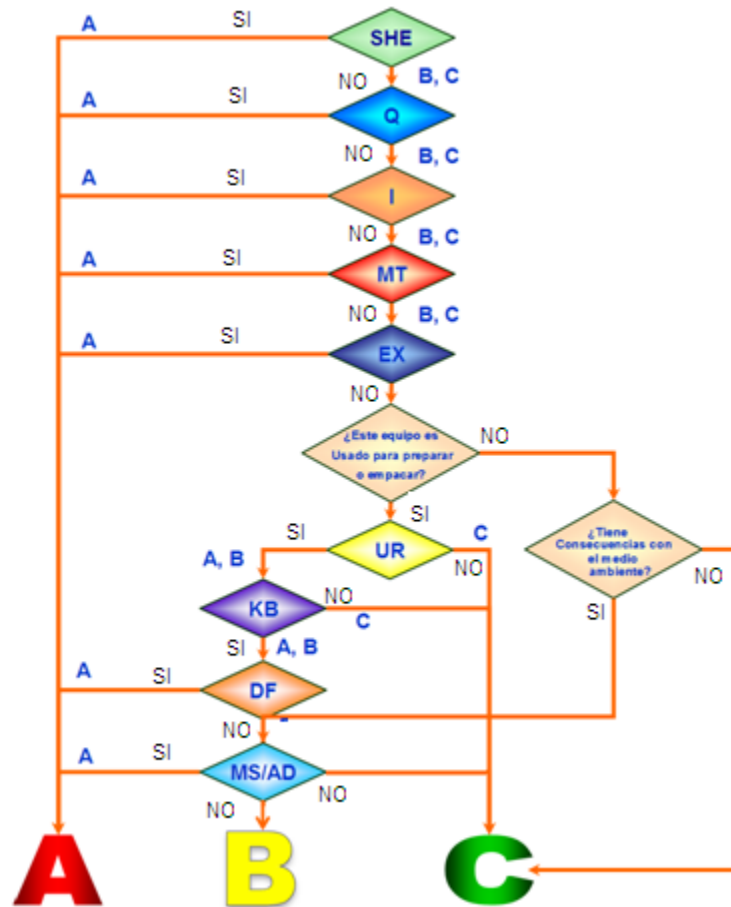 A SI SHE
NO B, C
A SI Q
NO B, C
A SI I
NO B, C
A SI MT
NO B, C
A SI EX
NO
¿Este equipo es
Usado para preparar
o empacar?
NO
SI
¿Tiene
Consecuencias con
el medio
ambiente?
NO
SI
SI UR C
NO
A, B
KB NO
C
SI A, B
A SI DF
NO
A SI MS/AD
NO NO
A B C